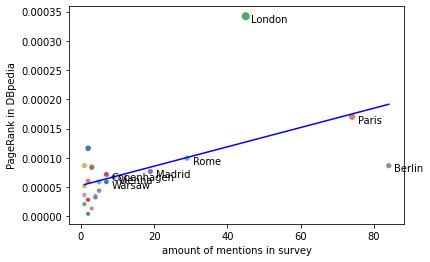 0.00035
0.00030
0.00025
0.00020
0.00015
0.00010
0.00005
0.00000
PageRank in DBpedia
London
Paris
Berlin
Rome
Madrid
Copenhagen
Vienna
Warsaw
0
20
40
60
80
amount of mentions in survey